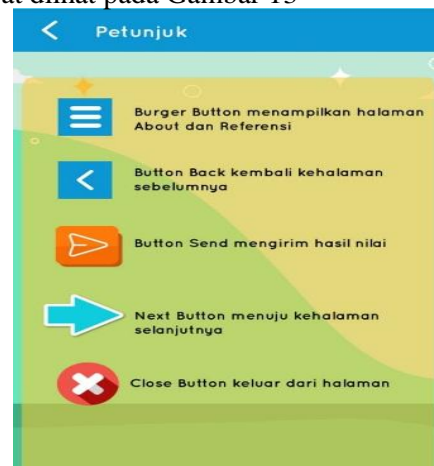 at dilihat pada Gambar 13
Petunjuk
Burger Button menampilkan halaman
About dan Referensi
Button Back kembali kehalaman
sebelumnya
Button Send mengirim hasil nilai
Next Button menuju kehalaman
selanjutnya
Close Button keluar dari halaman